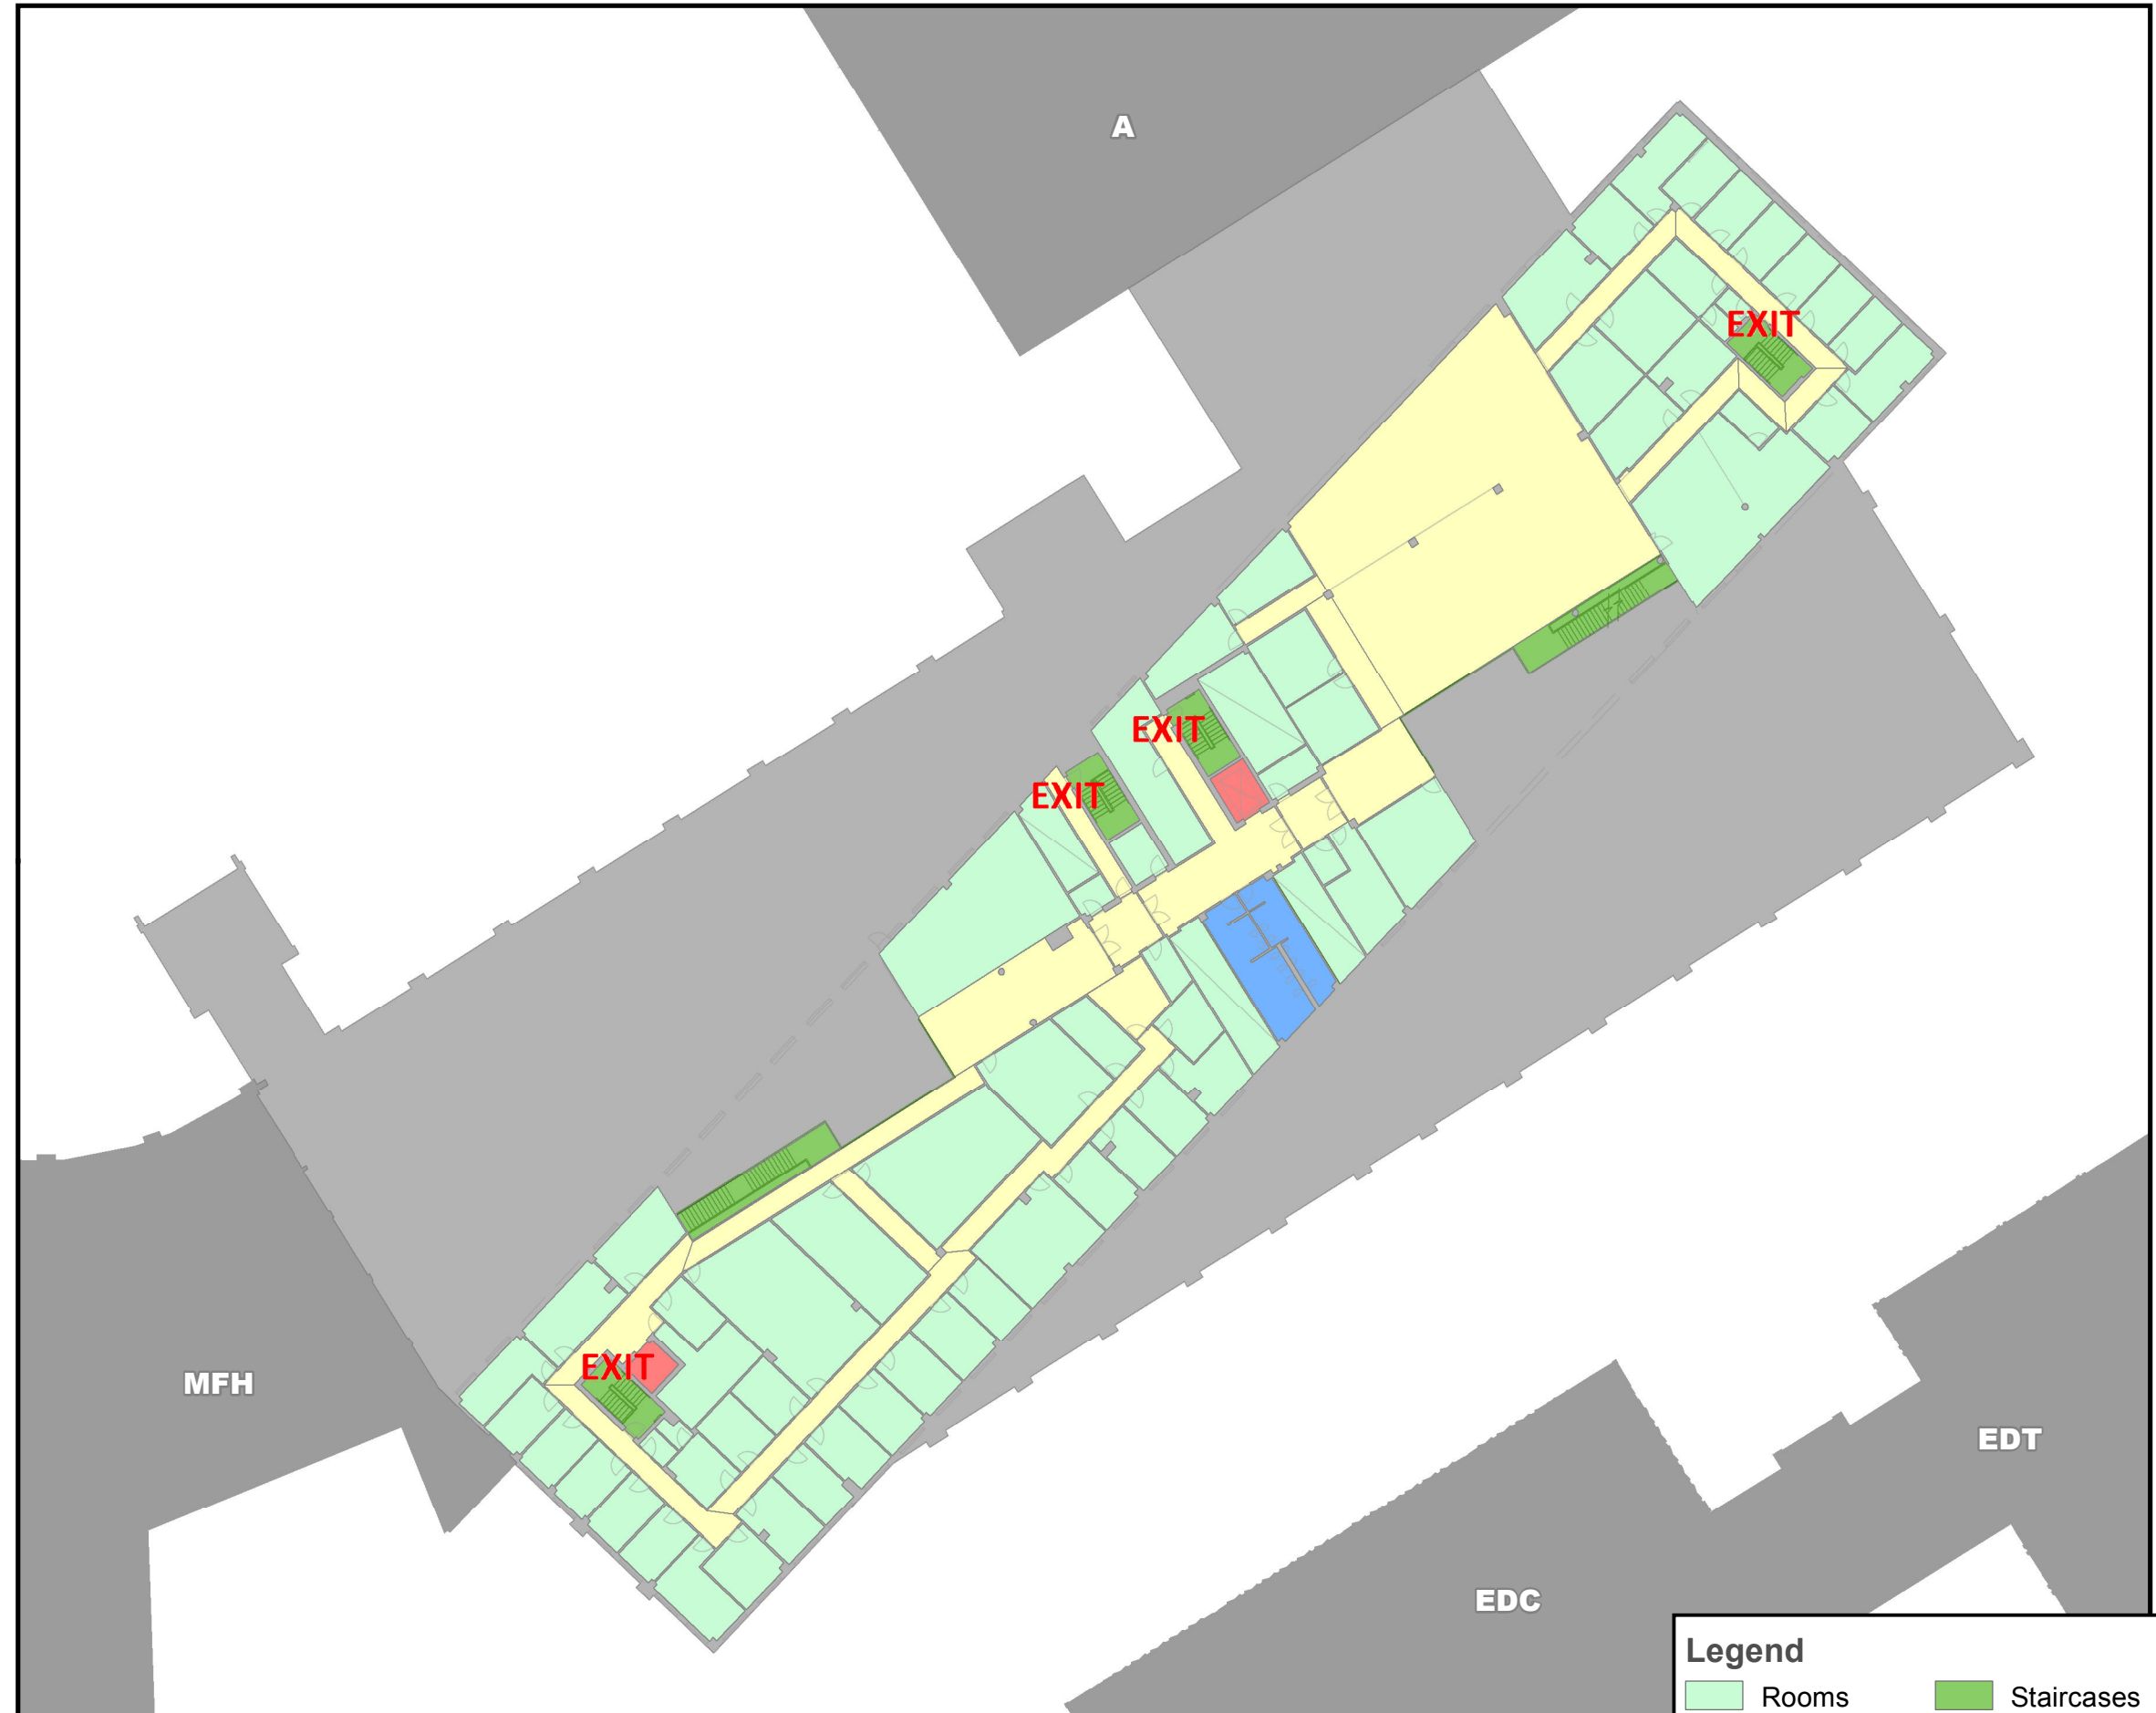 A
EXIT
EXIT
EXIT
EXIT
MFH
EDT
EDC
Legend
Rooms
Staircases